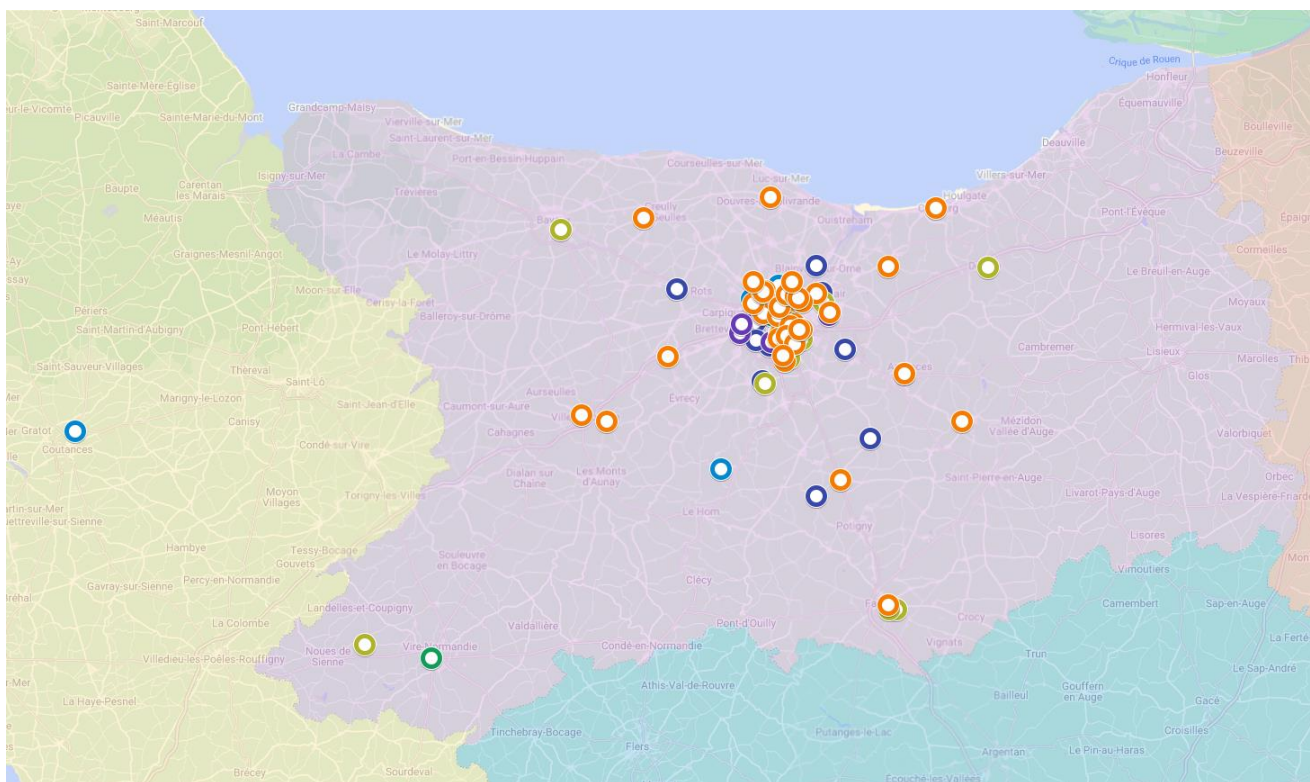 Saint-Marcouf
Crique de Rouen
Honfleur
Sainte-Mère-Église
Équemauville
Grandcamp-Maisy
Picauville
Sainte-Marie-du-Mont
Vierville-sur-Mer
Boulleville
Saint-Laurent-sur-Mer
Deauville
Beuzeville
La Cambe
Port-en-Bessin-Huppain
Courseulles-sur-Mer
Isigny-sur-Mer
Luc-sur-Mer
Villers-sur-Mer
Baupte
Carentan
les Marais
Trévières
Houlgate
Pont-l'Évêque
Méautis
Ouistreham
Graignes-Mesnil-Angot
Le Molay-Littry
Cormeilles
Le Breuil-en-Auge
Moon-sur-Elle
Cerisy-la-Forêt
Rots
Moyaux
Périers
Balleroy-sur-Drôme
Saint-Martin-d'Aubigny
Pont-Hébert
Hermival-les-Vaux
Cambremer
Lisieux
Marolles
Saint-Sauveur-Villages
Thèreval
Saint-Lô
Glos
Aurseulles
Évrecy
Marigny-le-Lozon
Saint-Jean-d'Elle
Caumont-sur-Aure
Canisy
Mézidon
Vallée d'Auge
Gratot
Cahagnes
Valorbiquet
Coutances
Condé-sur-Vire
Dialan sur
Chaîne
Les Monts
d'Aunay
Saint-Pierre-en-Auge
Orbec
Moyon
Villages
Torigny-les-Villes
Livarot-Pays-d'Auge
La Vespière-Friarde
Le Hom
Potigny
Hambye
Tessy-Bocage
Gouvets
Souleuvre
en Bocage
Lisores
Vimoutiers
Gavray-sur-Sienne
Percy-en-Normandie
Clécy
Camembert
Sap-en-Auge
Landelles-et-Coupigny
Crocy
La Colombe
Valdallière
Pont-d'Ouilly
Vignats
Condé-en-Normandie
Vire Normandie
Noues de
Sienne
Villedieu-les-Poêles-Rouffigny
Trun
Le Sap-André
Athis-Val-de-Rouvre
Gouffern
en Auge
Bailleul
Gacé
La Haye-Pesnel
Croisilles
Tinchebray-Bocage
Putanges-le-Lac
Flers
Argentan
Le Pin-au-Haras
Brécey
Sourdeval
Écouché-les-Vallées